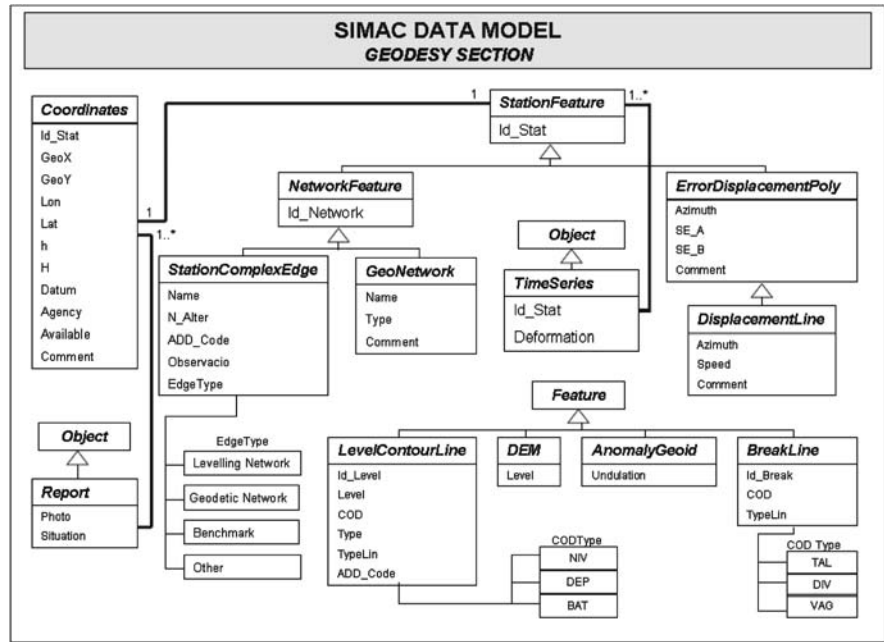 SIMAC DATA MODEL
GEODESY SECTION
Coordinates
Id_Stat
GeoX
GeoY
Lon
Lat
h
H
Datum
Agency
Available
Comment
1
1..*
1
StationFeature
1..*
Id_Stat
NetworkFeature
Id_Network
ErrorDisplacementPoly
Azimuth
SE_A
SE_B
Comment
StationComplexEdge
Name
N_Alter
ADD_Code
Observacio
EdgeType
GeoNetwork
Name
Type
Comment
Object
TimeSeries
Id_Stat
Deformation
DisplacementLine
Azimuth
Speed
Comment
Object
Report
Photo
Situation
EdgeType
Levelling Network
Geodetic Network
Benchmark
Other
Feature
LevelContourLine
Id_Level
Level
COD
Type
TypeLin
ADD_Code
DEM
Level
AnomalyGeoid
Undulation
BreakLine
Id_Break
COD
TypeLin
CODType
NIV
DEP
BAT
COD Type
TAL
DIV
VAG